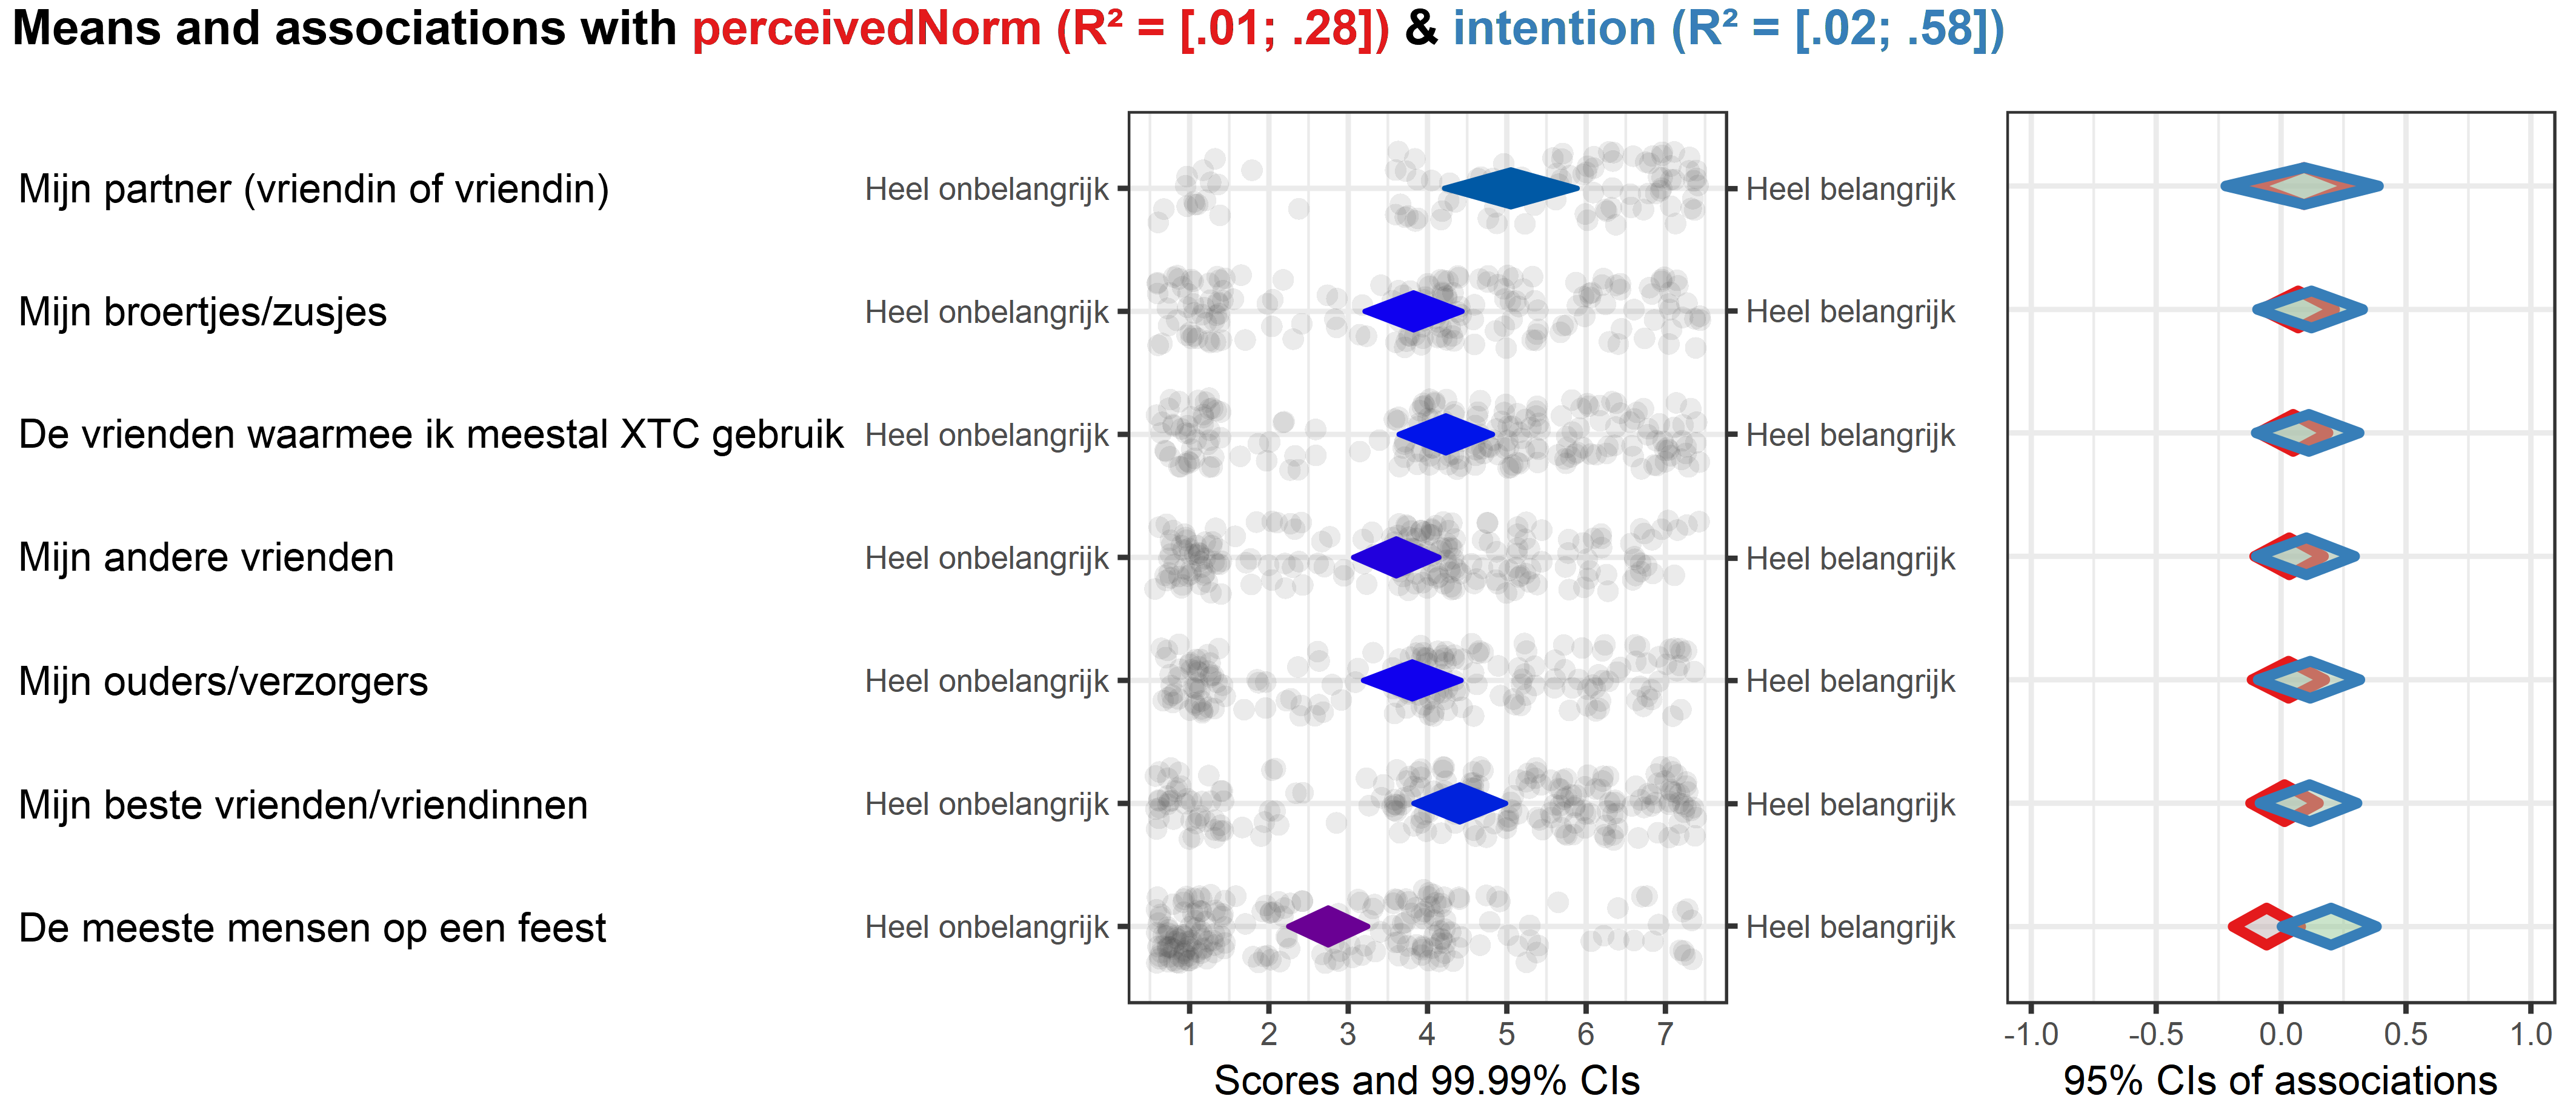 Means and associations with perceivedNorm (R² = [.01; .28]) & intention (R² = [.02; .58])
Mijn partner (vriendin of vriendin) Heel onbelangrijk Heel belangrijk
Mijn broertjes/zusjes Heel onbelangrijk Heel belangrijk
De vrienden waarmee ik meestal XTC gebruik Heel onbelangrijk Heel belangrijk
Mijn andere vrienden Heel onbelangrijk Heel belangrijk
Mijn ouders/verzorgers Heel onbelangrijk Heel belangrijk
Mijn beste vrienden/vriendinnen Heel onbelangrijk Heel belangrijk
De meeste mensen op een feest Heel onbelangrijk Heel belangrijk
1 2 3 4 5 6 7 -1.0 -0.5 0.0 0.5 1.0
Scores and 99.99% CIs 95% CIs of associations